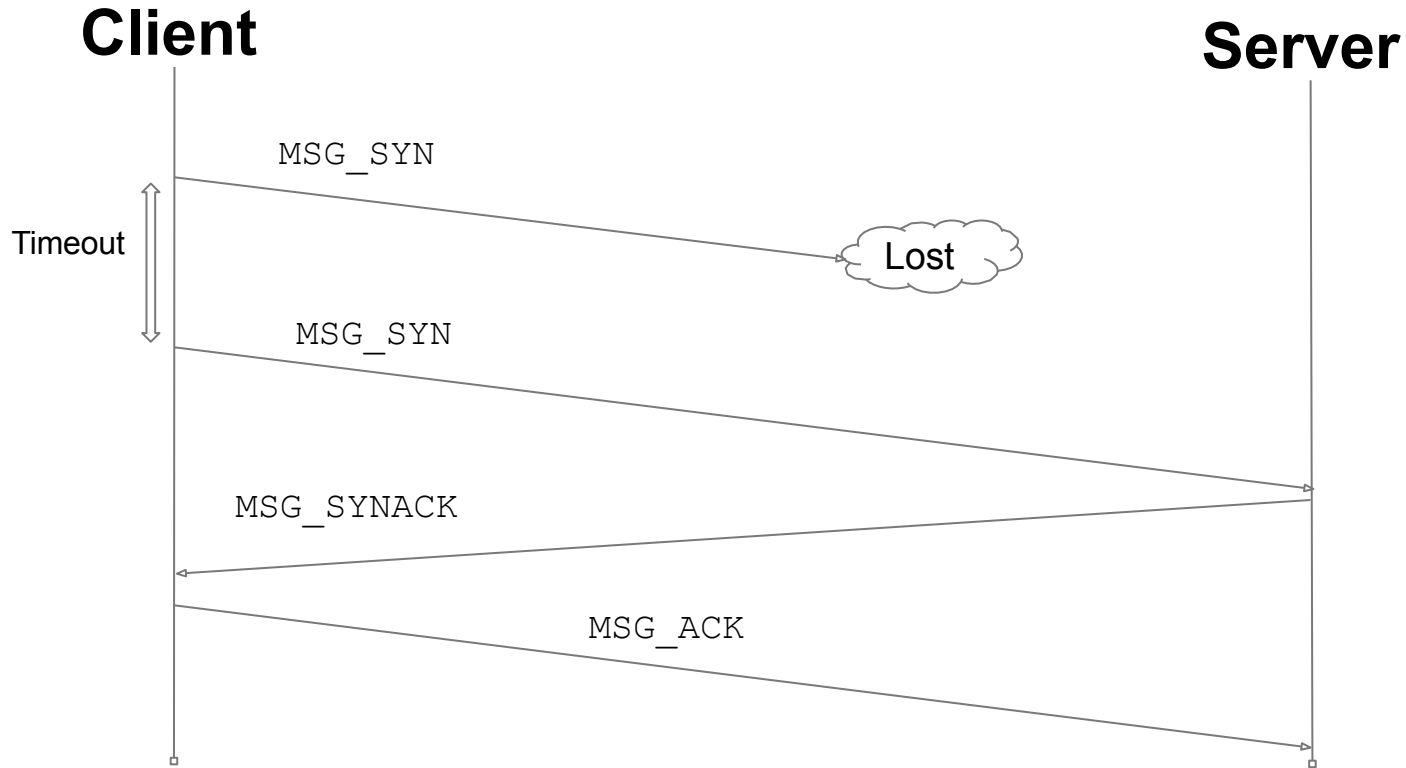 Client
Server
MSG_SYN
Timeout
Lost
MSG_SYN
MSG_SYNACK
MSG_ACK